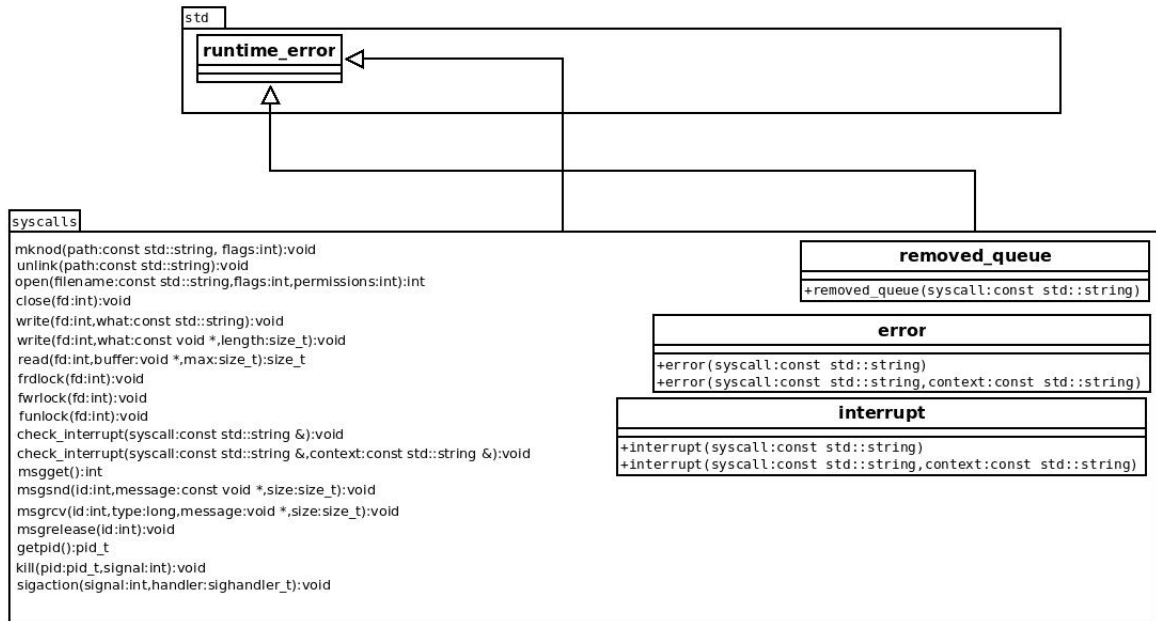 std
runtime_error
syscalls
mknod(path:const std::string, flags:int):void
unlink(path:const std::string):void
open(filename:const std::string,flags:int,permissions:int):int
close(fd:int):void
write(fd:int,what:const std::string):void
write(fd:int,what:const void *,length:size_t):void
read(fd:int,buffer:void *,max:size_t):size_t
frdlock(fd:int):void
fwrlock(fd:int):void
funlock(fd:int):void
check_interrupt(syscall:const std::string &):void
check_interrupt(syscall:const std::string &,context:const std::string &):void
msgget():int
msgsnd(id:int,message:const void *,size:size_t):void
msgrcv(id:int,type:long,message:void *,size:size_t):void
msgrelease(id:int):void
getpid():pid_t
kill(pid:pid_t,signal:int):void
sigaction(signal:int,handler:sighandler_t):void
removed_queue
+removed_queue(syscall:const std::string)
error
+error(syscall:const std::string)
+error(syscall:const std::string,context:const std::string)
interrupt
+interrupt(syscall:const std::string)
+interrupt(syscall:const std::string,context:const std::string)